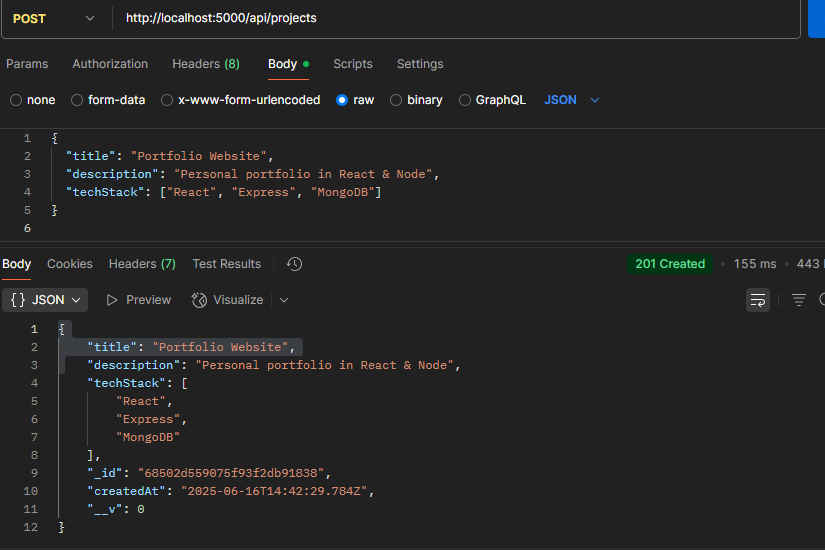 POST http://localhost:5000/api/projects
Params Authorization Headers (8) Body Scripts Settings
none form-data x-www-form-urlencoded raw binary GraphQL JSON
1 {
2 "title": "Portfolio Website",
3 "description": "Personal portfolio in React & Node",
4 "techStack": ["React", "Express", "MongoDB"]
5 }
6
Body Cookies Headers (7) Test Results 201 Created • 155 ms • 443
{} JSON Preview Visualize
1 {
2 "title": "Portfolio Website",
3 "description": "Personal portfolio in React & Node",
4 "techStack": [
5 "React",
6 "Express",
7 "MongoDB"
8 ],
9 "_id": "68502d559075f93f2db91838",
10 "createdAt": "2025-06-16T14:42:29.784Z",
11 "__v": 0
12 }